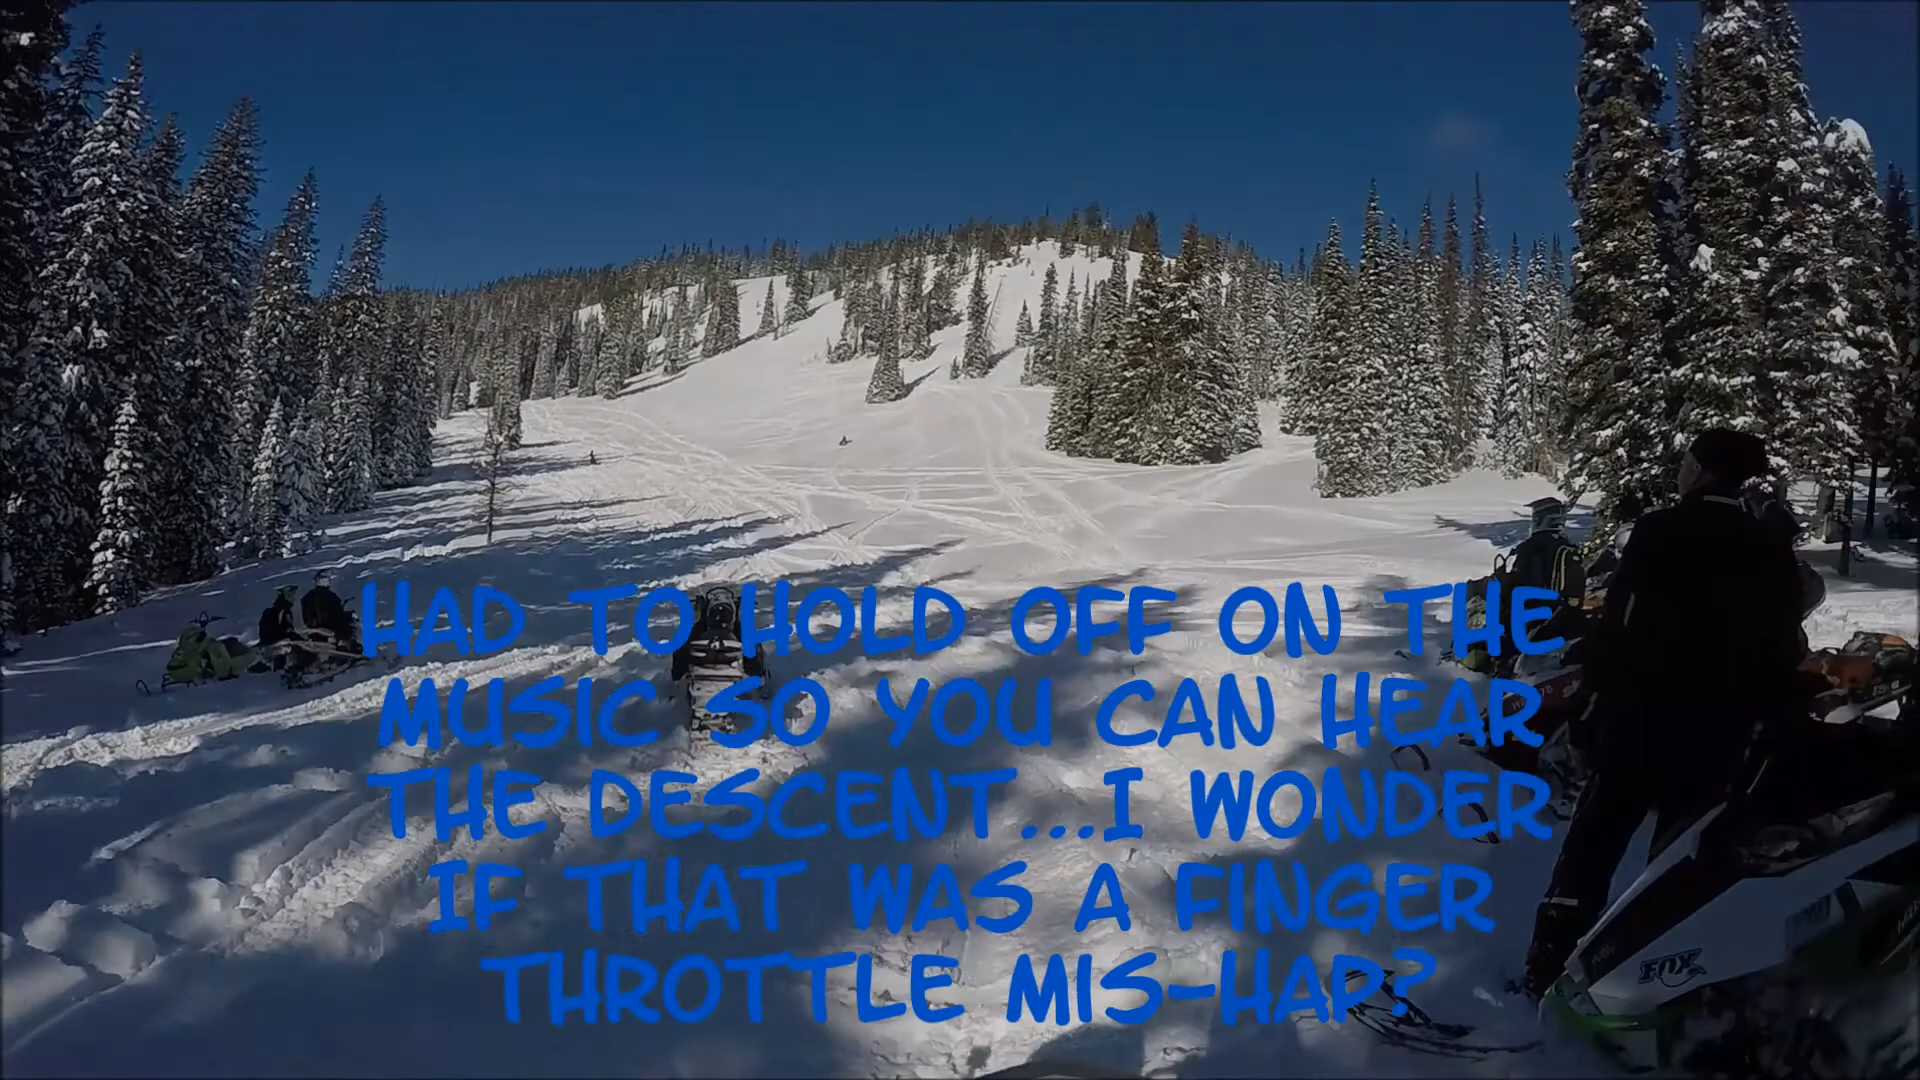 HAD TO HOLD OFF ON THE
MUSIC SO YOU CAN HEAR
THE DESCENT...I WONDER
IF THAT WAS A FINGER
THROTTLE MIS-HAP?
FOX